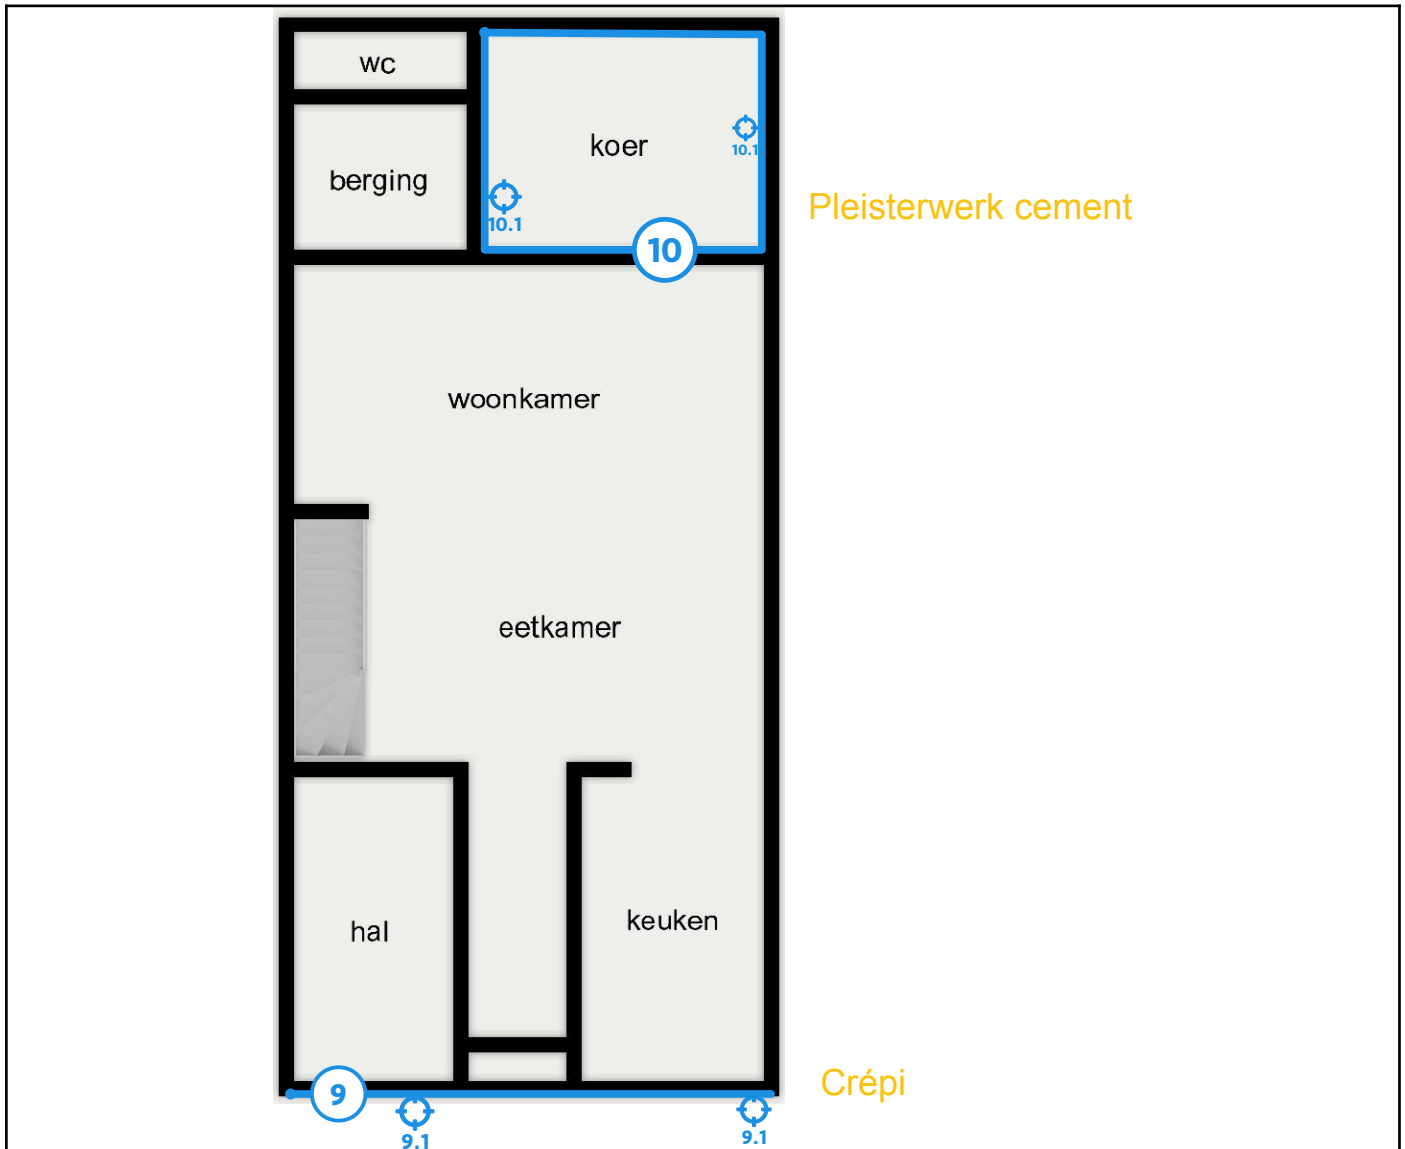 wc
koer
10.1
berging
10.1
Pleisterwerk cement
10
woonkamer
eetkamer
hal
keuken
Crépi
9
9.1
9.1